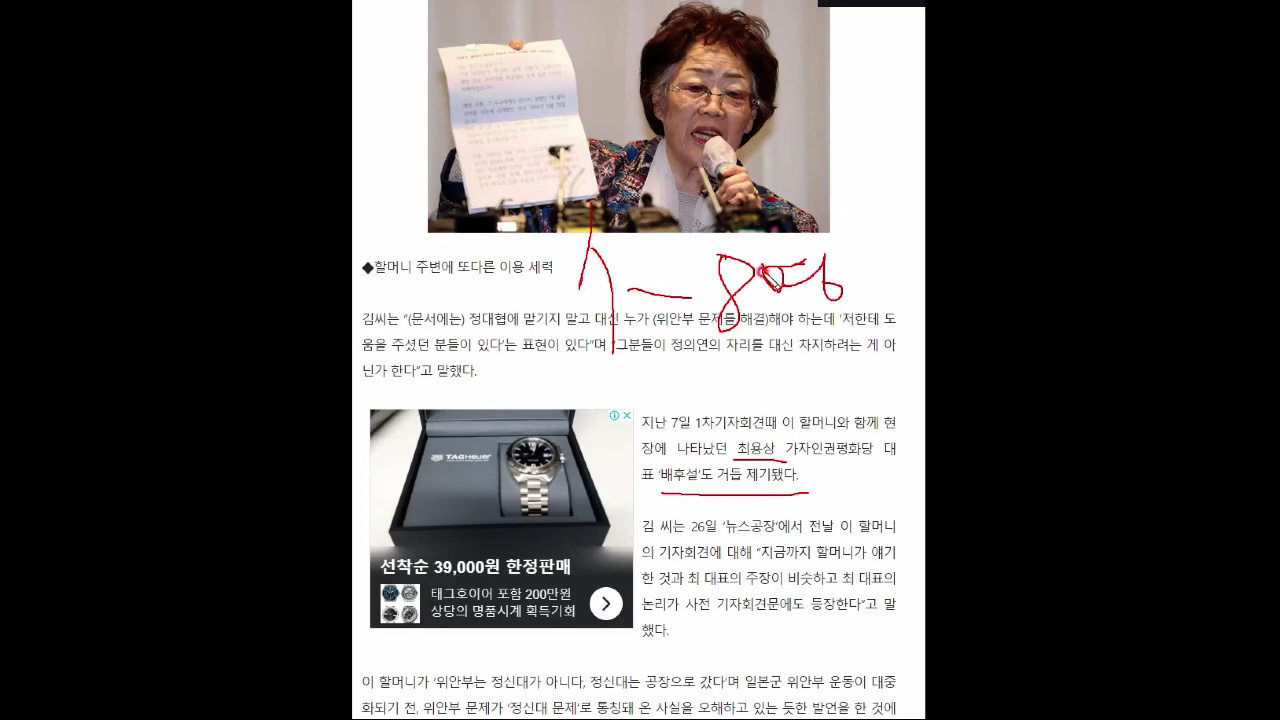 ◆할머니 주변에 또다른 이용 세력
김씨는 “(문서에는) 정대협에 맡기지 말고 대신 누가 (위안부 문제를 해결)해야 하는데 ‘저한테 도
움을 주셨던 분들이 있다’는 표현이 있다”며 “그분들이 정의연의 자리를 대신 차지하려는 게 아
닌가 한다”고 말했다.
TAGHeuer
선착순 39,000원 한정판매
태그호이어 포함 200만원
상당의 명품시계 획득기회
지난 7일 1차기자회견때 이 할머니와 함께 현
장에 나타났던 최용상 가자인권평화당 대
표 ‘배후설’도 거듭 제기됐다.
김 씨는 26일 ‘뉴스공장’에서 전날 이 할머니
의 기자회견에 대해 “지금까지 할머니가 얘기
한 것과 최 대표의 주장이 비슷하고 최 대표의
논리가 사전 기자회견문에도 등장한다”고 말
했다.
이 할머니가 ‘위안부는 정신대가 아니다, 정신대는 공장으로 갔다’며 일본군 위안부 운동이 대중
화되기 전, 위안부 문제가 ‘정신대 문제’로 통칭돼 온 사실을 오해하고 있는 듯한 발언을 한 것에